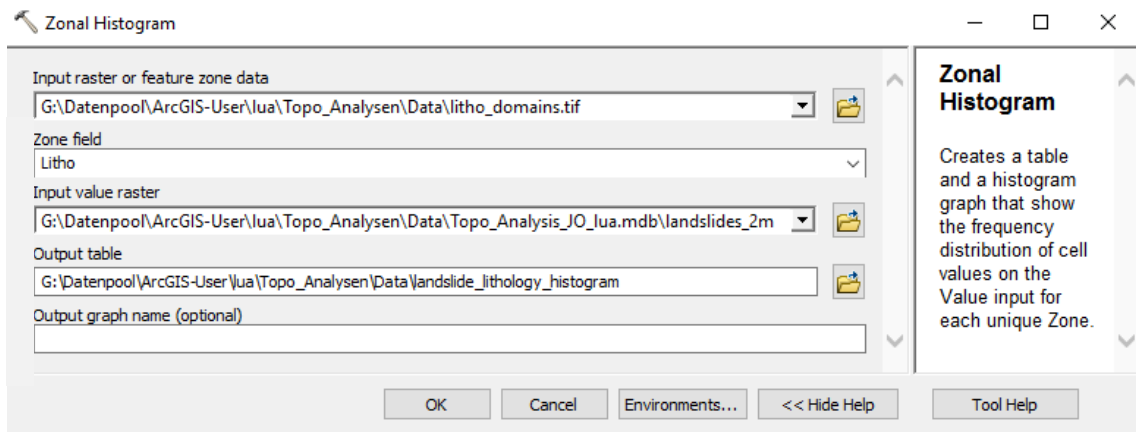 Zonal Histogram
Input raster or feature zone data
G:\Datenpool\ArcGIS-User\lua\Topo_Analysen\Data\litho_domains.tif
Zone field
Litho
Input value raster
G:\Datenpool\ArcGIS-User\lua\Topo_Analysen\Data\Topo_Analysis_JO_lua.mdb\landslides_2m
Output table
G:\Datenpool\ArcGIS-User\lua\Topo_Analysen\Data\landslide_lithology_histogram
Output graph name (optional)
OK
Cancel
Environments...
<< Hide Help
Zonal
Histogram
Creates a table
and a histogram
graph that show
the frequency
distribution of cell
values on the
Value input for
each unique Zone.
Tool Help